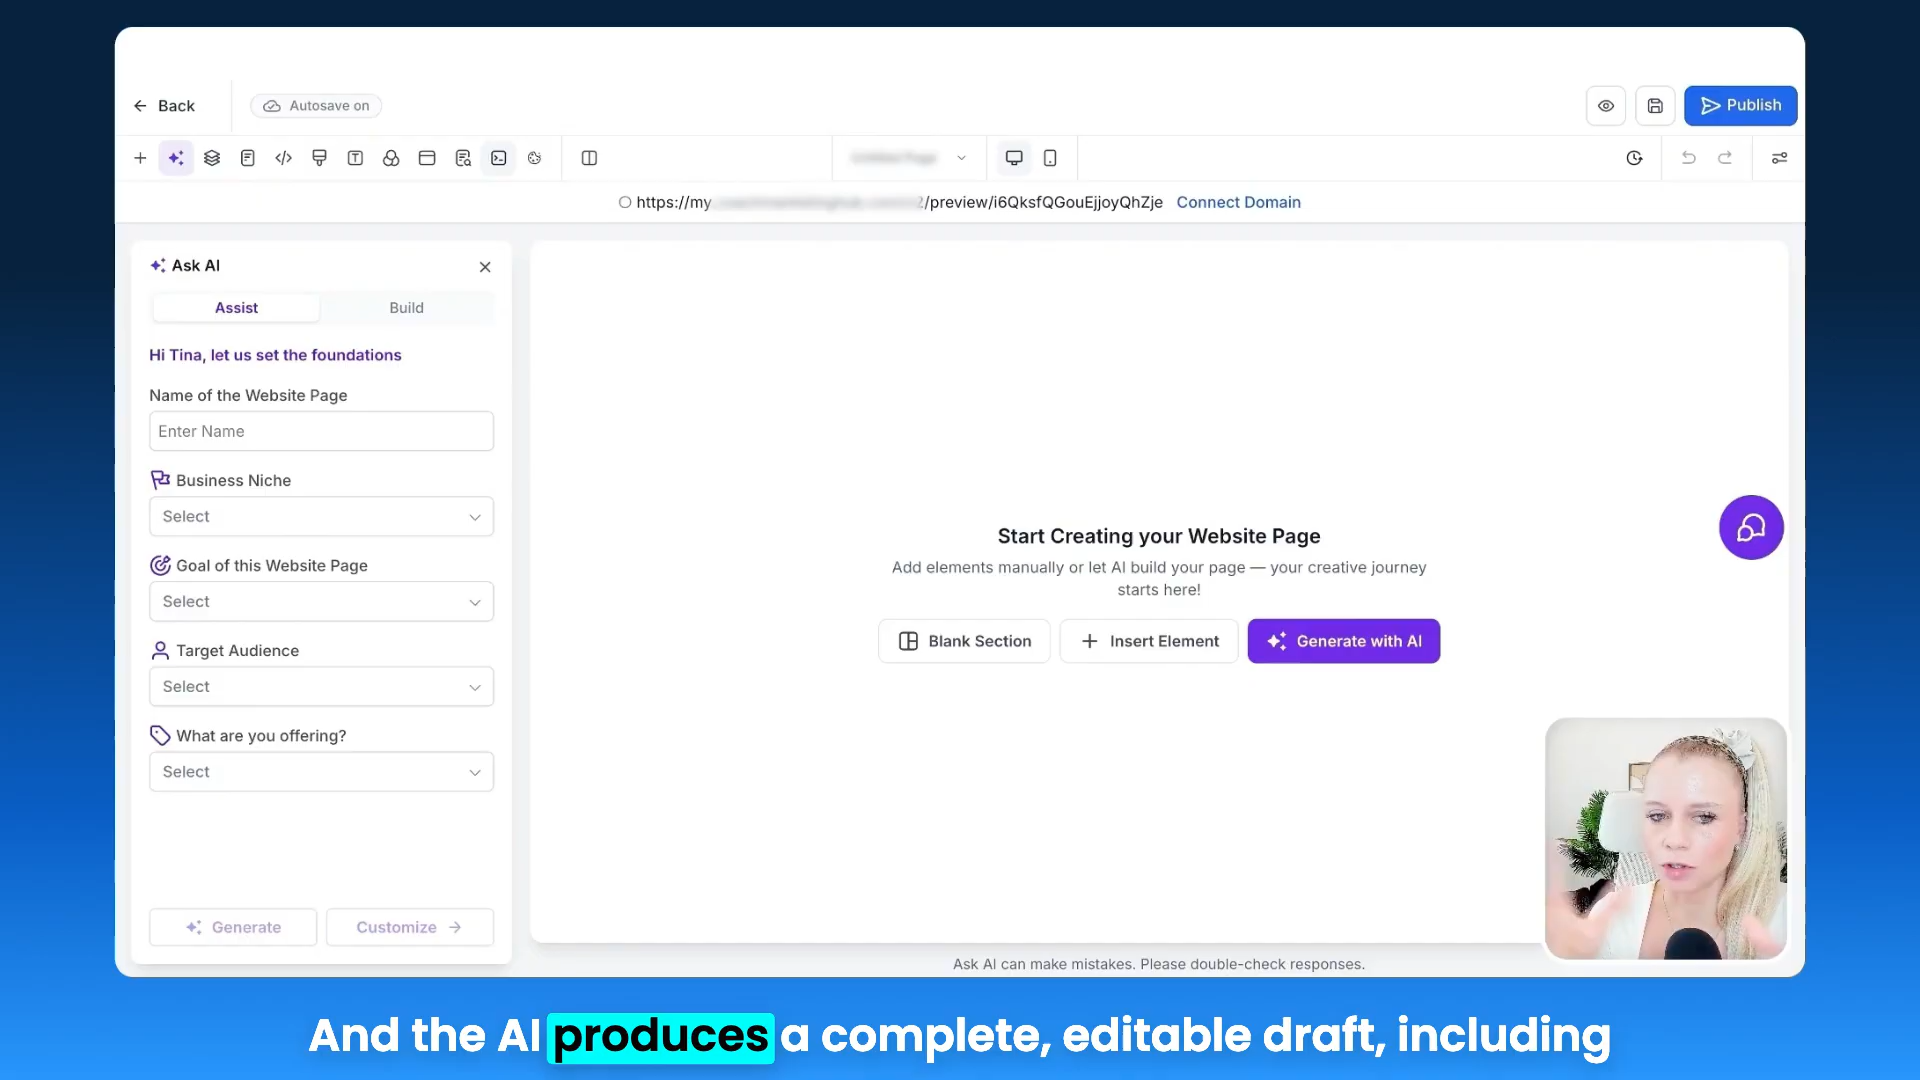 Back
Autosave on
Publish
https://my
/preview/i6QksfQGouEjjoyQhZje
Connect Domain
Ask AI
Assist
Build
Hi Tina, let us set the foundations
Name of the Website Page
Enter Name
Business Niche
Select
Goal of this Website Page
Select
Target Audience
Select
What are you offering?
Select
Generate
Customize
Start Creating your Website Page
Add elements manually or let AI build your page — your creative journey
starts here!
Blank Section
Insert Element
Generate with AI
Ask AI can make mistakes. Please double-check responses.
And the AI produces a complete, editable draft, including